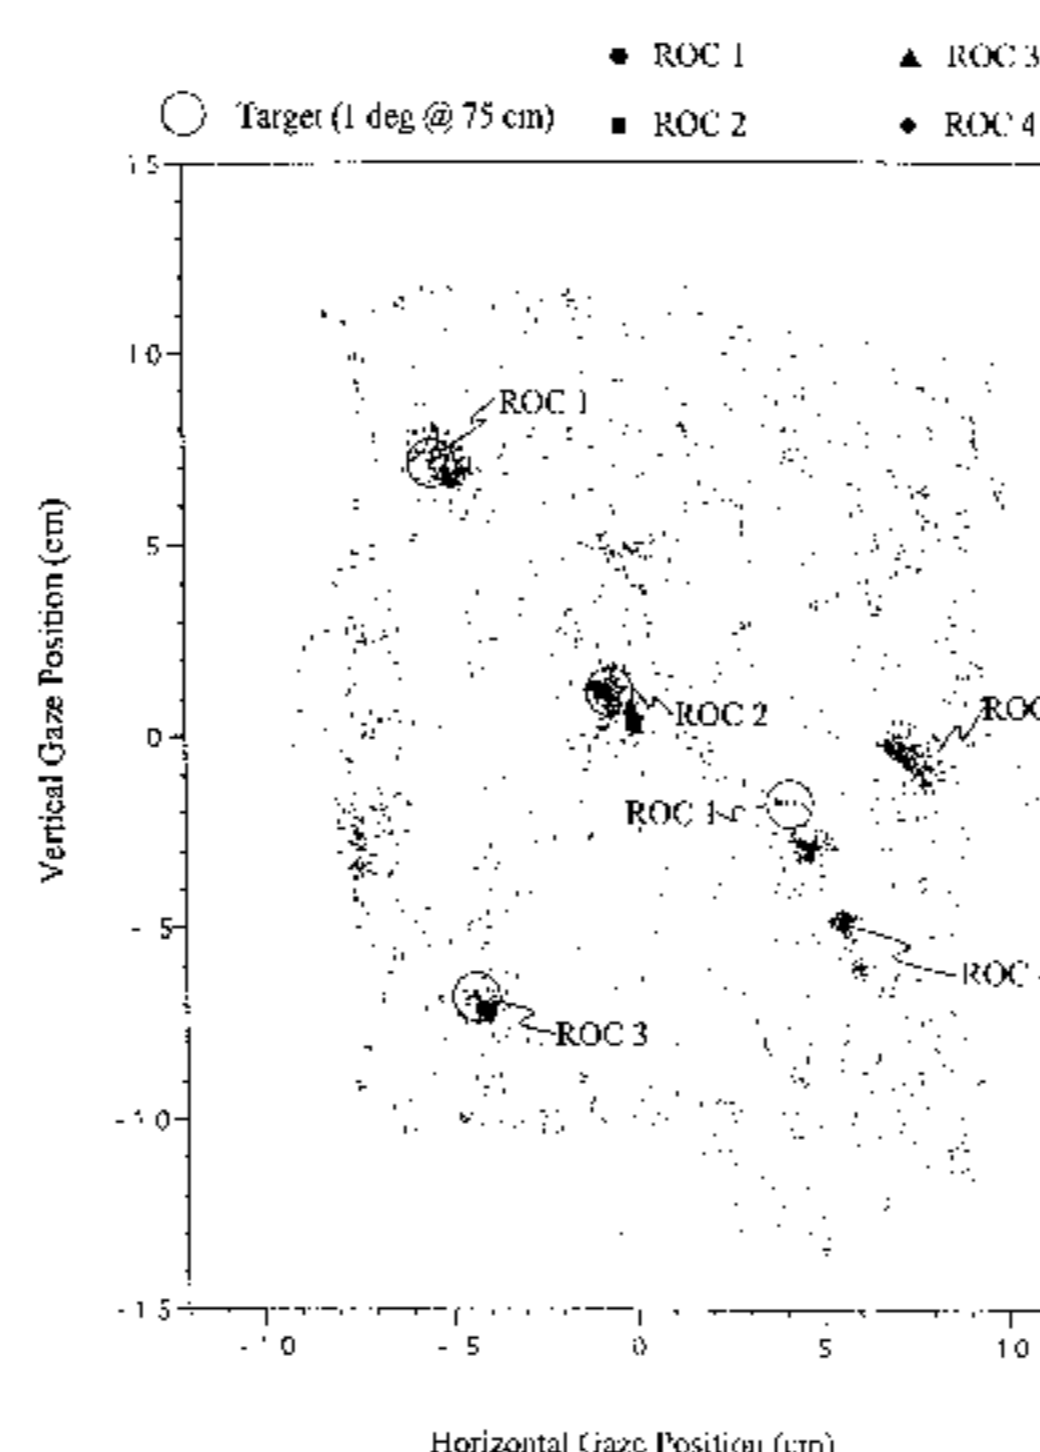 ROC 1 ROC 3
Target (1 deg @ 75 cm) ROC 2 ROC 4
15
10
ROC 1
5
ROC 2
ROC
0
ROC 1
-5
ROC
ROC 3
-10
-15
-10 -5 0 5 10
Vertical Gaze Position (cm)
Horizontal Gaze Position (cm)